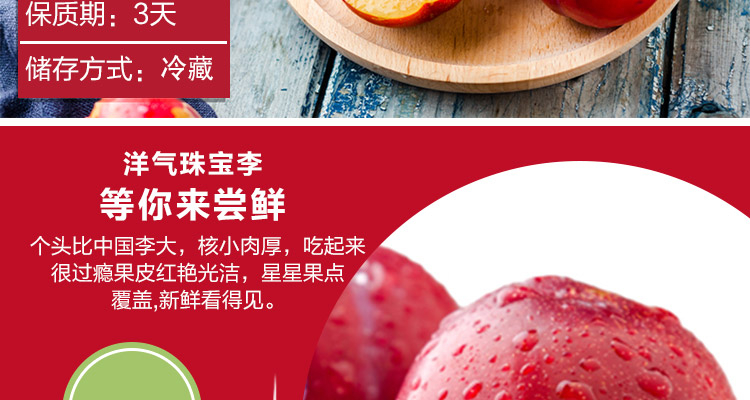 保质期：3天
储存方式：冷藏
洋气珠宝李
等你来尝鲜
个头比中国李大，核小肉厚，吃起来
很过瘾果皮红艳光洁，星星果点
覆盖,新鲜看得见。